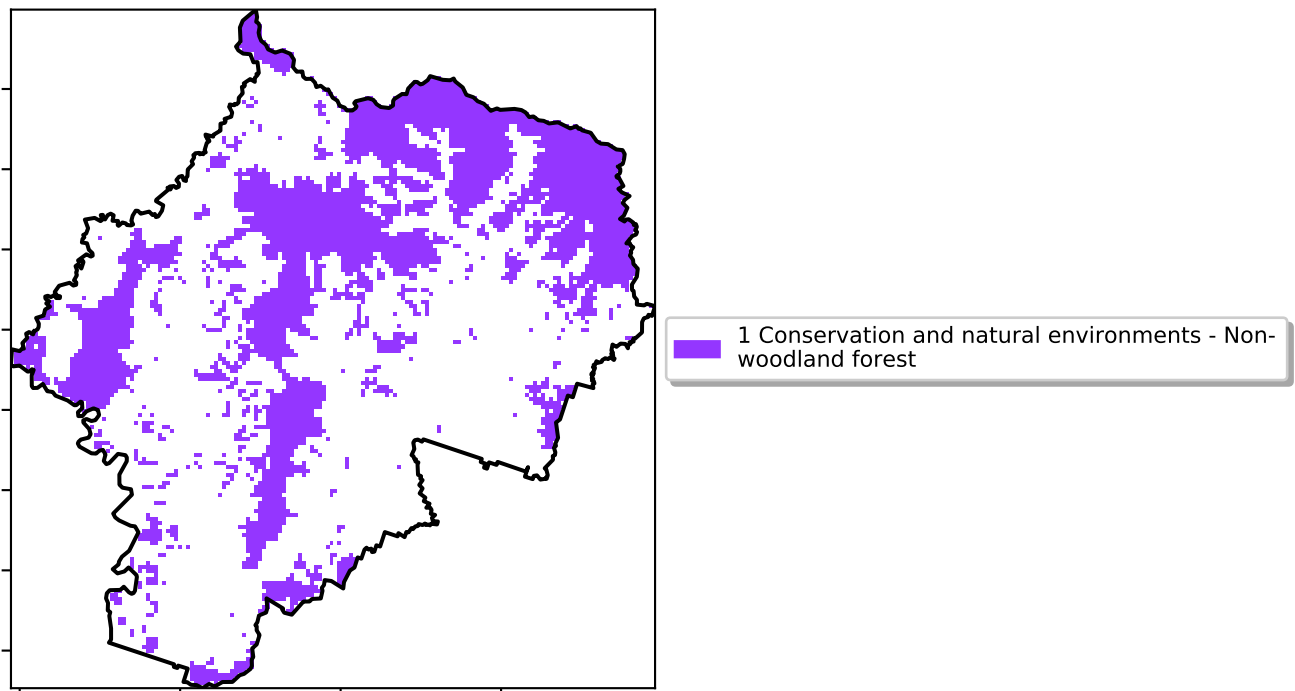 1 Conservation and natural environments - Non-
woodland forest